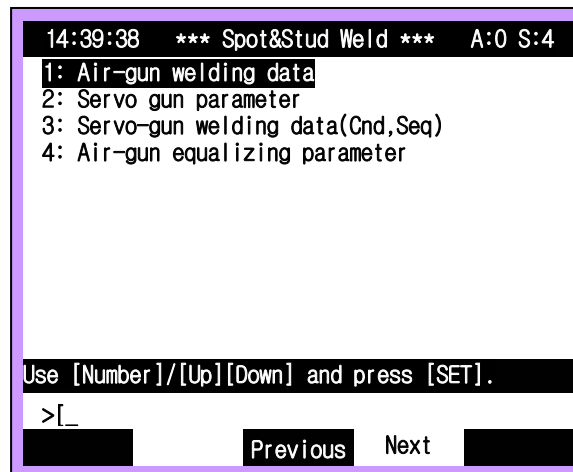 14:39:38 *** Spot&Stud Weld *** A:0 S:4
1: Air-gun welding data
2: Servo gun parameter
3: Servo-gun welding data(Cnd,Seq)
4: Air-gun equalizing parameter
Use [Number]/[Up][Down] and press [SET].
>[_
Previous Next